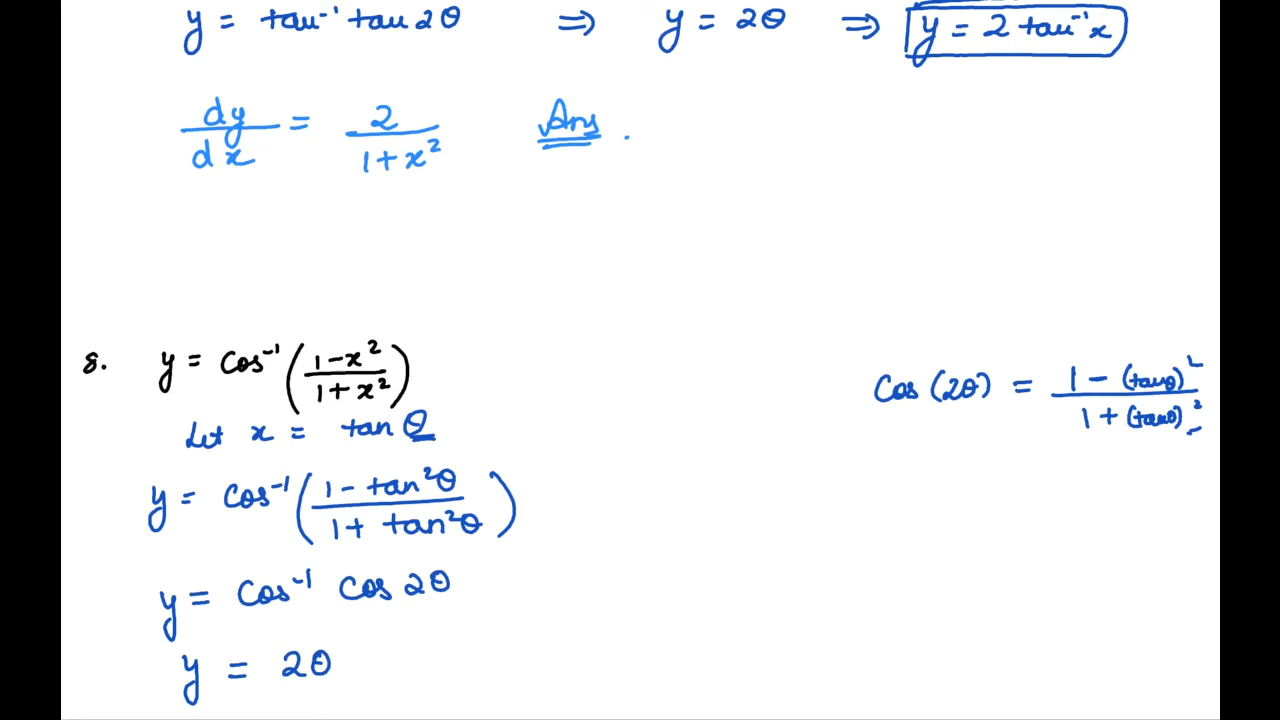 y = tan⁻¹ tan 2θ ⇒ y = 2θ ⇒ y = 2 tan⁻¹x
dy/dx = 2/(1+x²) Ans.
8. y = Cos⁻¹((1-x²)/(1+x²))
Cos(2θ) = (1-(tanθ)²)/(1+(tanθ)²)
Let x = tan θ
y = Cos⁻¹((1-tan²θ)/(1+tan²θ))
y = Cos⁻¹ Cos 2θ
y = 2θ